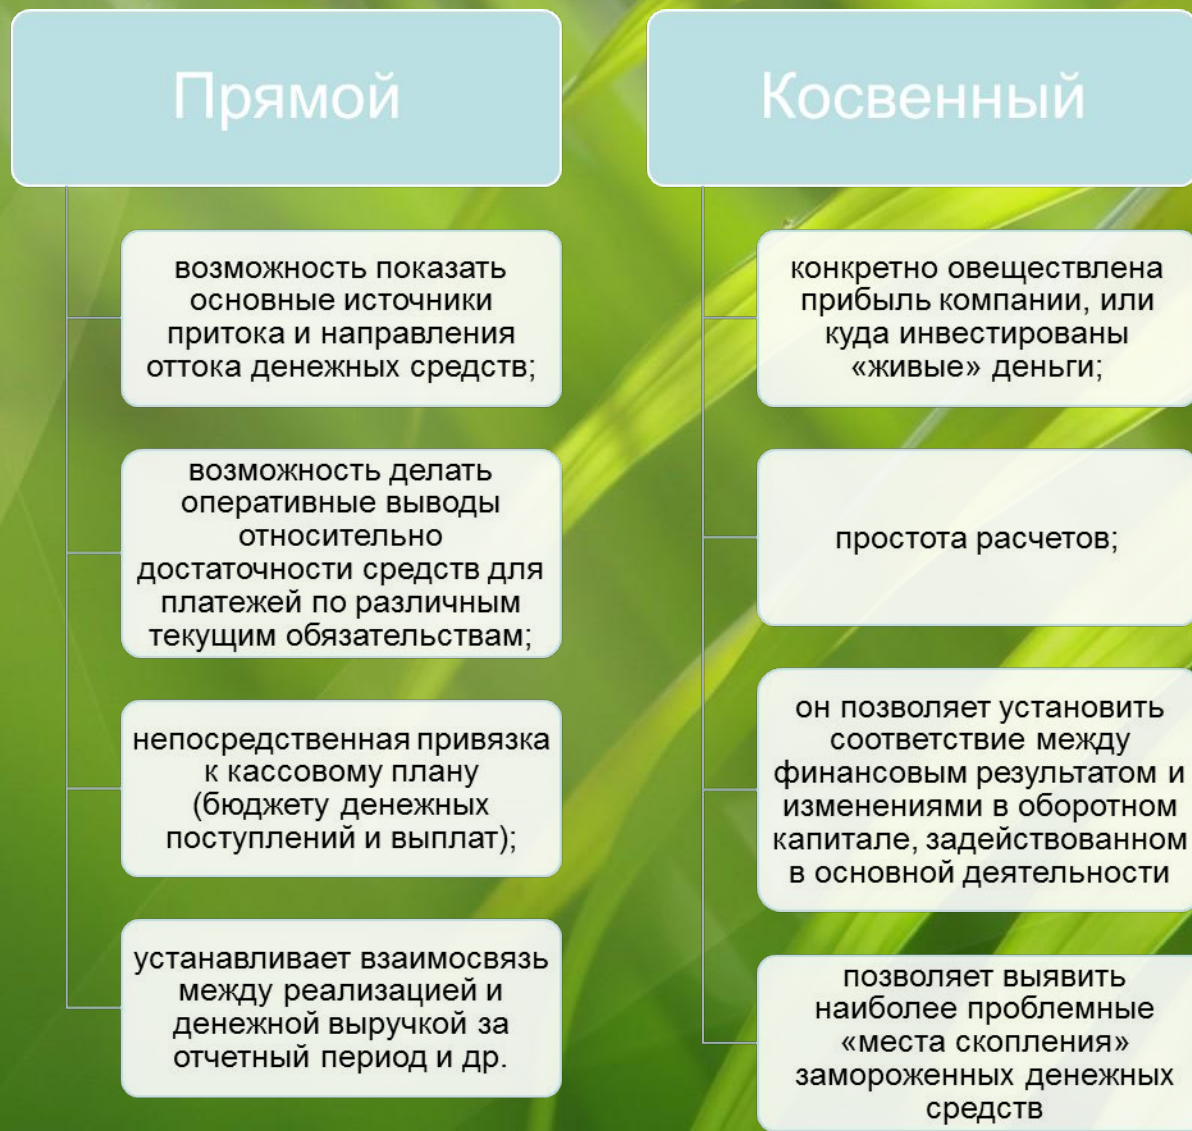 Прямой
возможность показать
основные источники
притока и направления
оттока денежных средств;
возможность делать
оперативные выводы
относительно
достаточности средств для
платежей по различным
текущим обязательствам;
непосредственная привязка
к кассовому плану
(бюджету денежных
поступлений и выплат);
устанавливает взаимосвязь
между реализацией и
денежной выручкой за
отчетный период и др.
Косвенный
конкретно овеществлена
прибыль компании, или
куда инвестированы
«живые» деньги;
простота расчетов;
он позволяет установить
соответствие между
финансовым результатом и
изменениями в оборотном
капитале, задействованном
в основной деятельности
позволяет выявить
наиболее проблемные
«места скопления»
замороженных денежных
средств